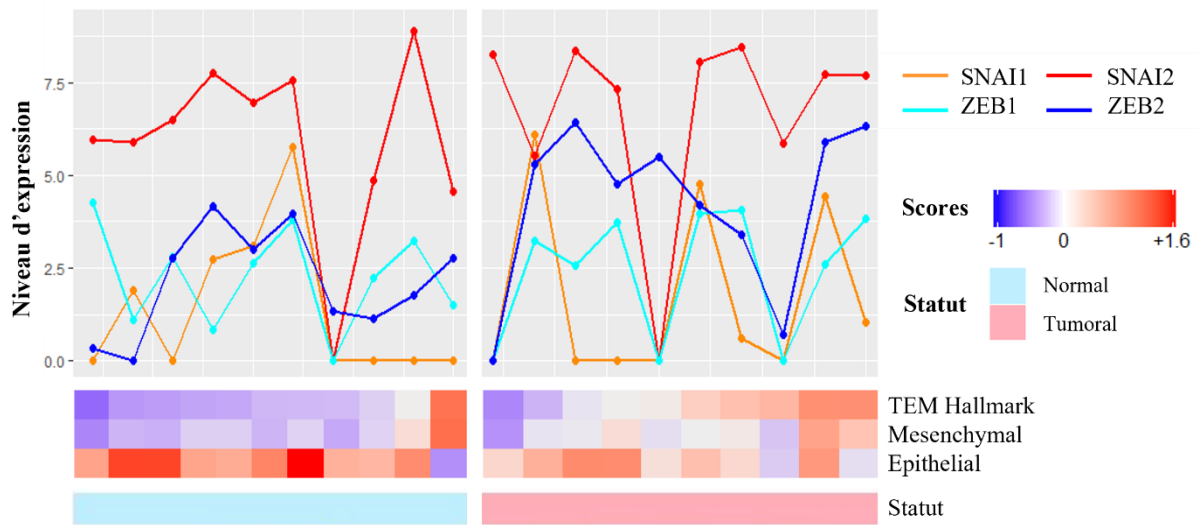 Niveau d'expression
7.5
5.0
2.5
0.0
SNAI1 SNAI2
ZEB1 ZEB2
Scores
-1 0 +1.6
Statut
Normal
Tumoral
TEM Hallmark
Mesenchymal
Epithelial
Statut